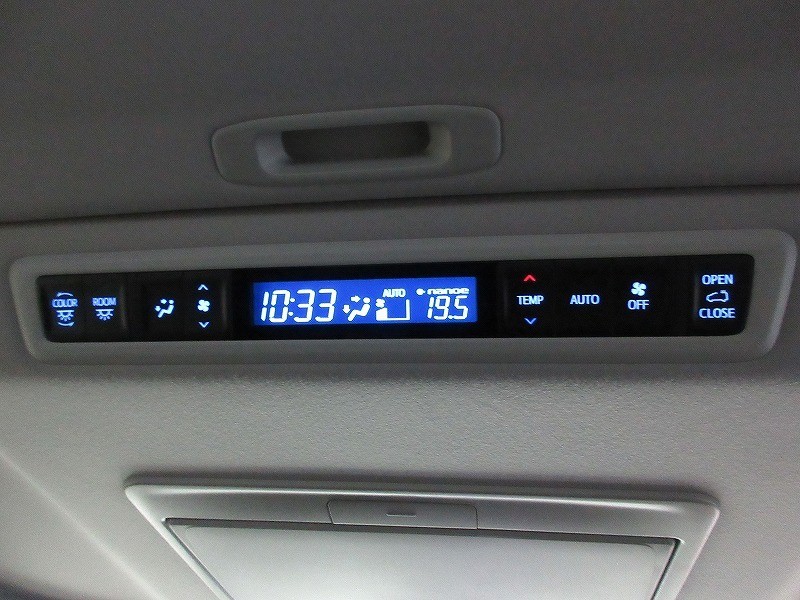 COLOR
ROOM
10:33
AUTO
nanoe
19.5
TEMP
AUTO
OFF
OPEN
CLOSE